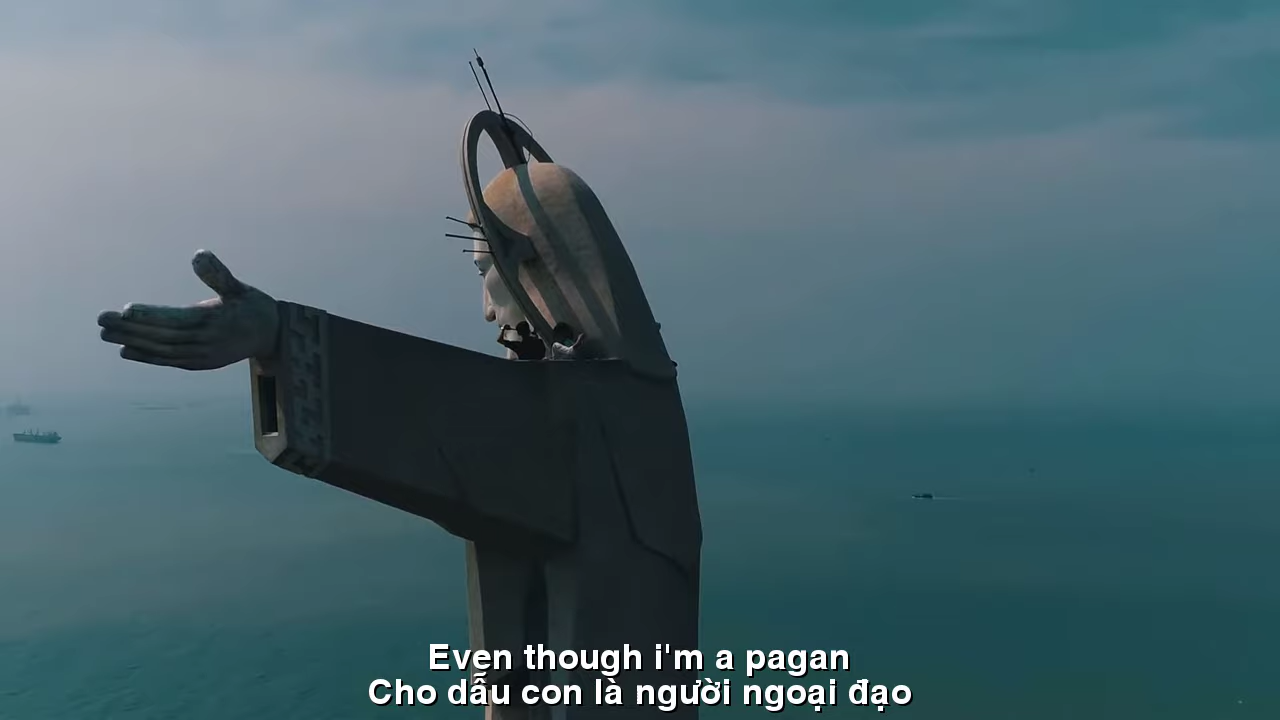 Even though i'm a pagan
Cho dẫu con là người ngoại đạo